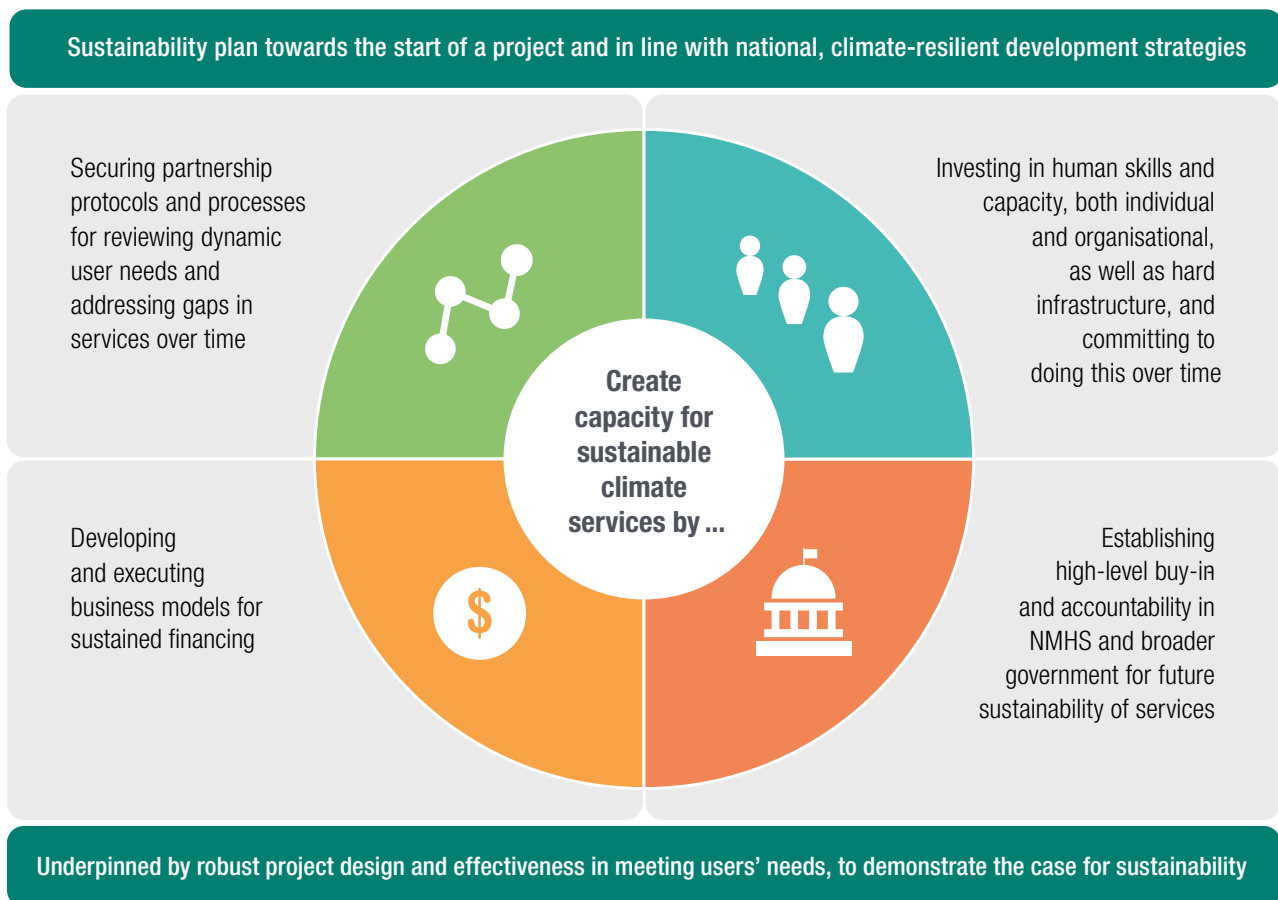 Sustainability plan towards the start of a project and in line with national, climate-resilient development strategies
Securing partnership
protocols and processes
for reviewing dynamic
user needs and
addressing gaps in
services over time
Investing in human skills and
capacity, both individual
and organisational,
as well as hard
infrastructure, and
committing to
doing this over time
Create
capacity for
sustainable
climate
services by ...
Developing
and executing
business models for
sustained financing
$
Establishing
high-level buy-in
and accountability in
NMHS and broader
government for future
sustainability of services
Underpinned by robust project design and effectiveness in meeting users’ needs, to demonstrate the case for sustainability